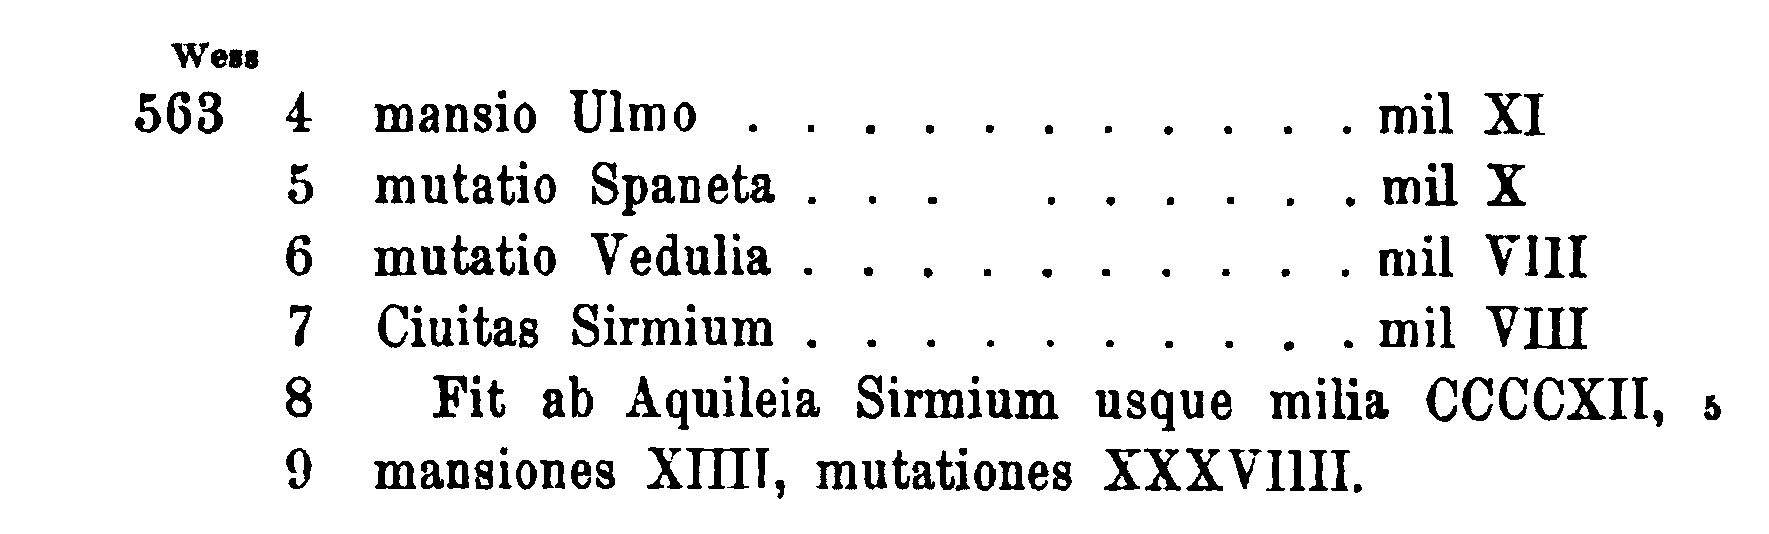 Wess
563 4 mansio Ulmo . . . . . . . . . . . mil XI
5 mutatio Spaneta . . . . . . . . . mil X
6 mutatio Vedulia . . . . . . . . . . mil VIII
7 Ciuitas Sirmium . . . . . . . . . . mil VIII
8 Fit ab Aquileia Sirmium usque milia CCCCXII, 5
9 mansiones XIIII, mutationes XXXVIIII.